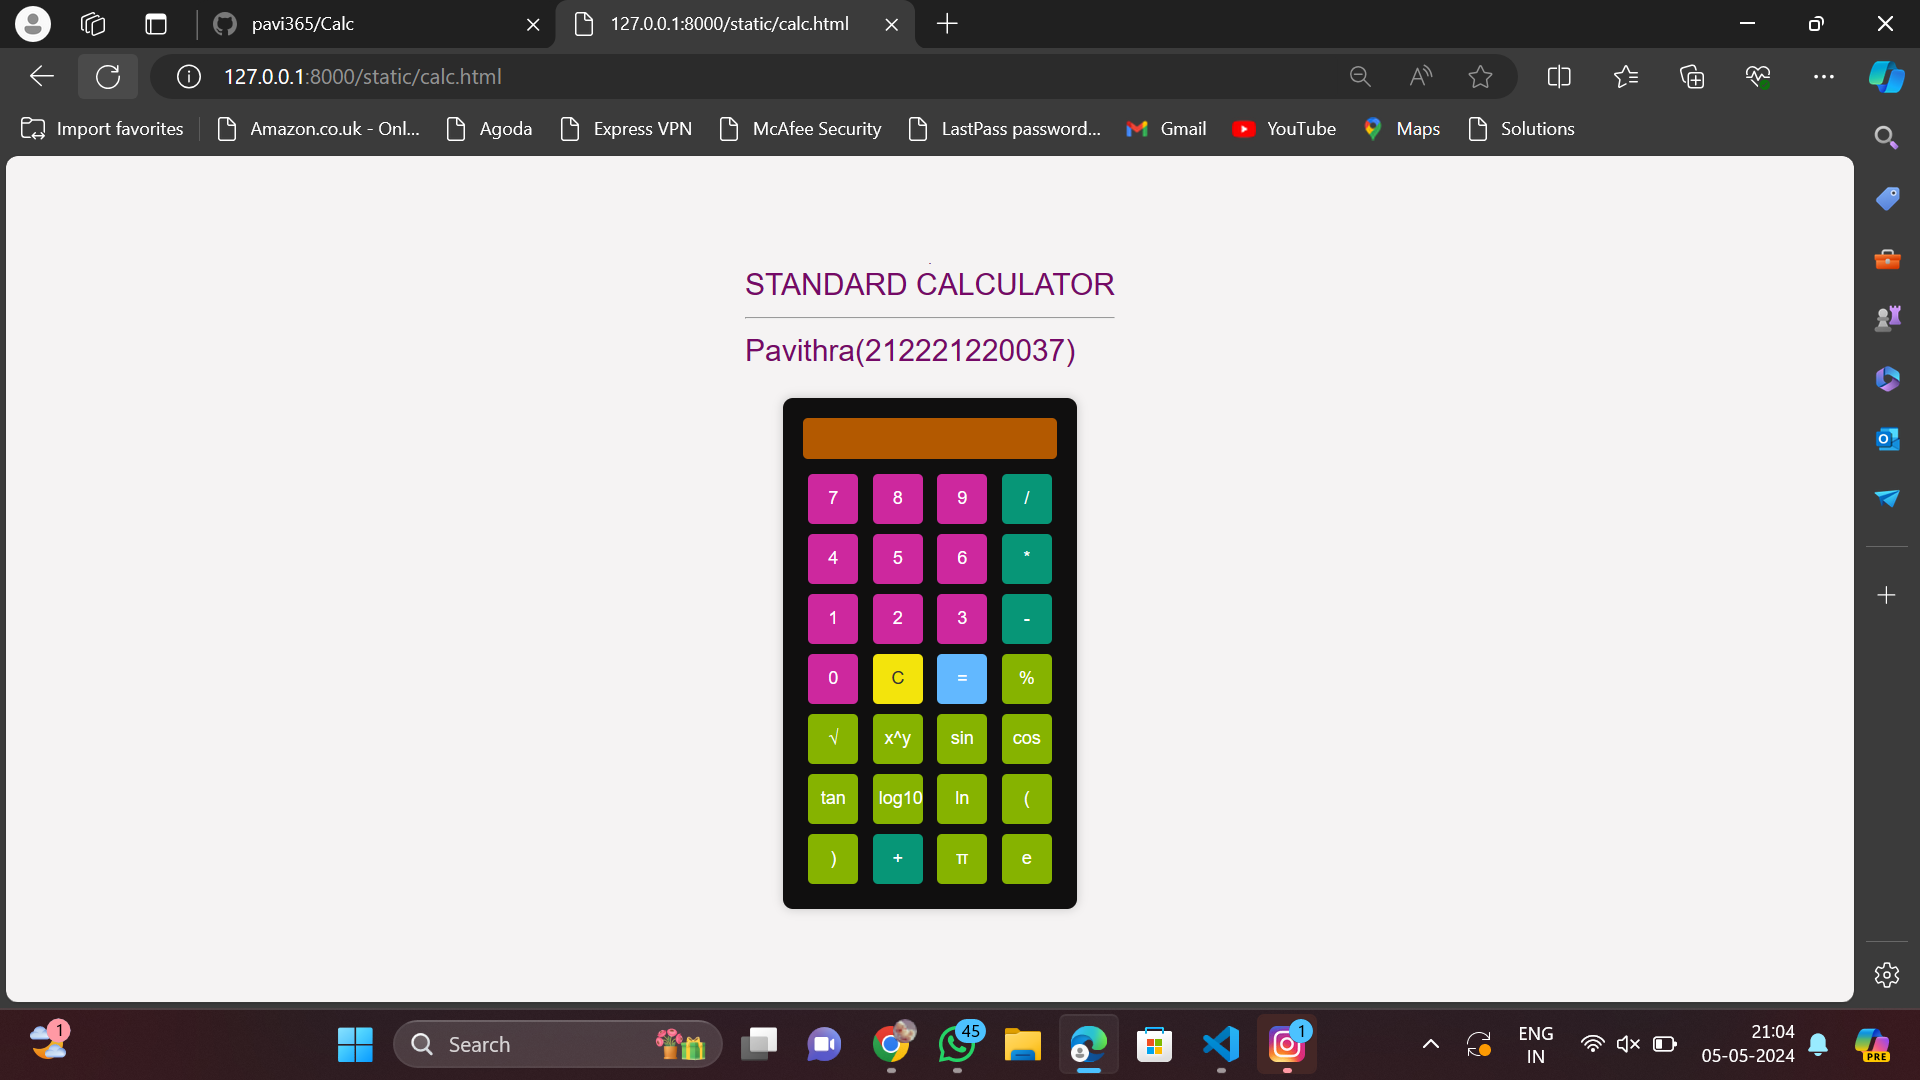 pavi365/Calc
127.0.0.1:8000/static/calc.html
127.0.0.1:8000/static/calc.html
Import favorites
Amazon.co.uk - Onl...
Agoda
Express VPN
McAfee Security
LastPass password...
Gmail
YouTube
Maps
Solutions
STANDARD CALCULATOR
Pavithra(212221220037)
7 8 9 /
4 5 6 *
1 2 3 -
0 C = %
√ x^y sin cos
tan log10 ln (
) + π e
1
Search
45
1
ENG
IN
21:04
05-05-2024
PRE